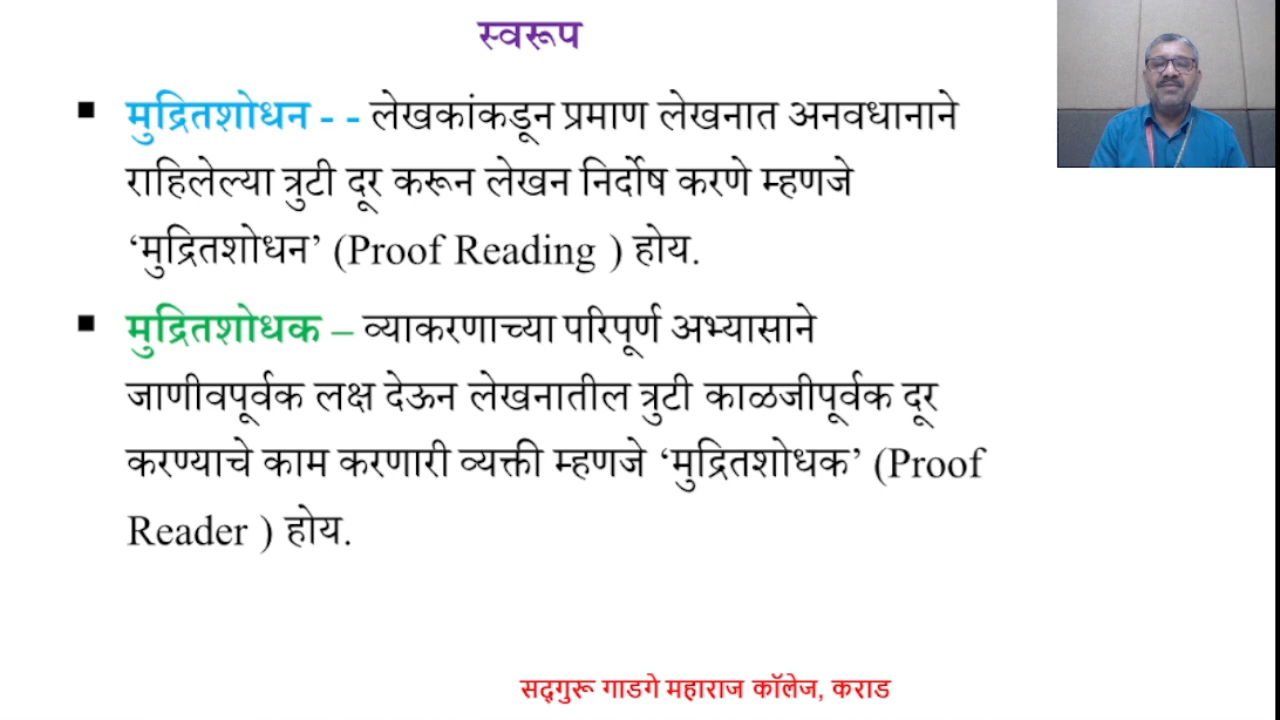 स्वरूप
▪ मुद्रितशोधन - - लेखकांकडून प्रमाण लेखनात अनवधानाने
राहिलेल्या त्रुटी दूर करून लेखन निर्दोष करणे म्हणजे
‘मुद्रितशोधन’ (Proof Reading ) होय.
▪ मुद्रितशोधक – व्याकरणाच्या परिपूर्ण अभ्यासाने
जाणीवपूर्वक लक्ष देऊन लेखनातील त्रुटी काळजीपूर्वक दूर
करण्याचे काम करणारी व्यक्ती म्हणजे ‘मुद्रितशोधक’ (Proof
Reader ) होय.
सद्‌गुरू गाडगे महाराज कॉलेज, कराड